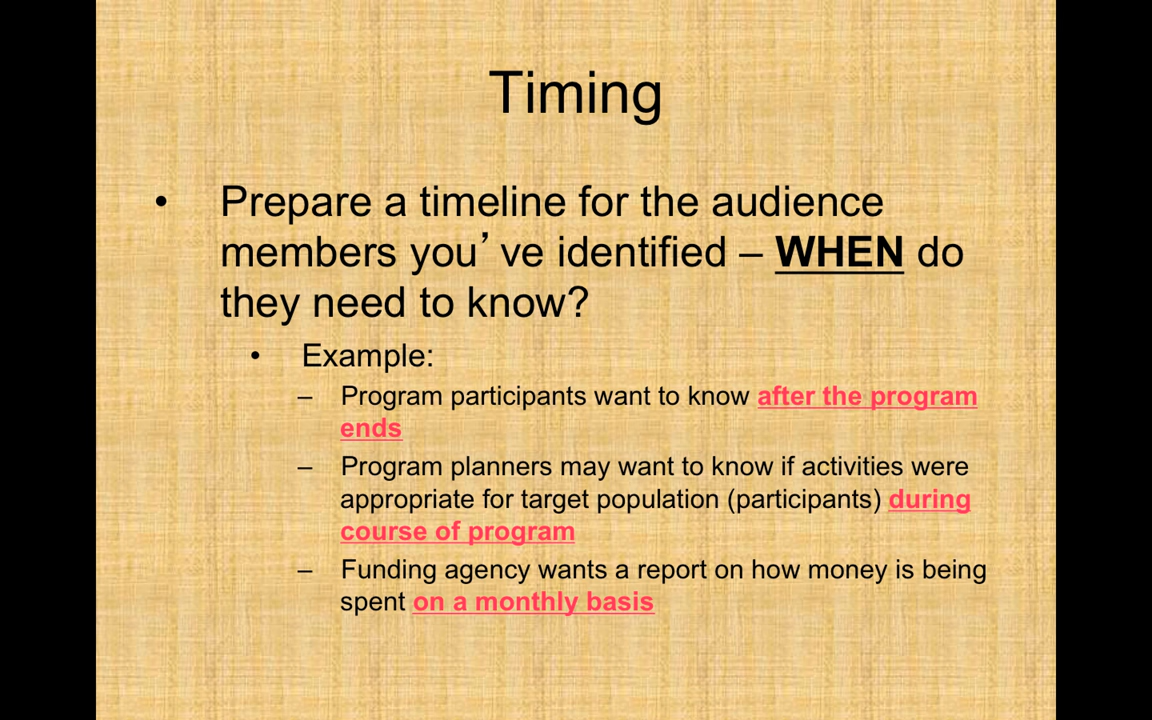 Timing
• Prepare a timeline for the audience
members you’ve identified – WHEN do
they need to know?
• Example:
– Program participants want to know after the program
ends
– Program planners may want to know if activities were
appropriate for target population (participants) during
course of program
– Funding agency wants a report on how money is being
spent on a monthly basis